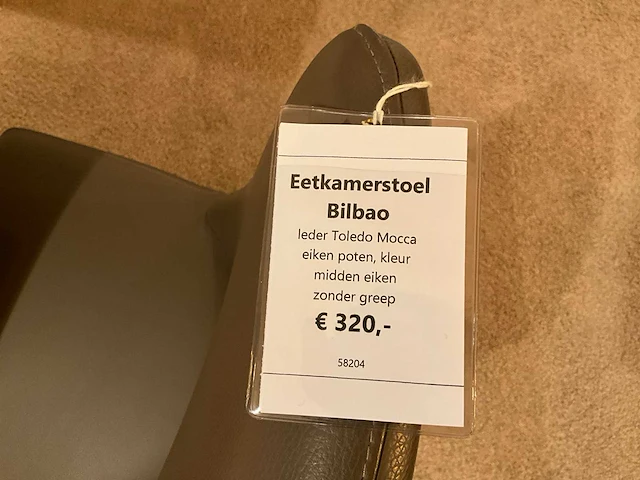 Eetkamerstoel
Bilbao
leder Toledo Mocca
eiken poten, kleur
midden eiken
zonder greep
€ 320,-
58204